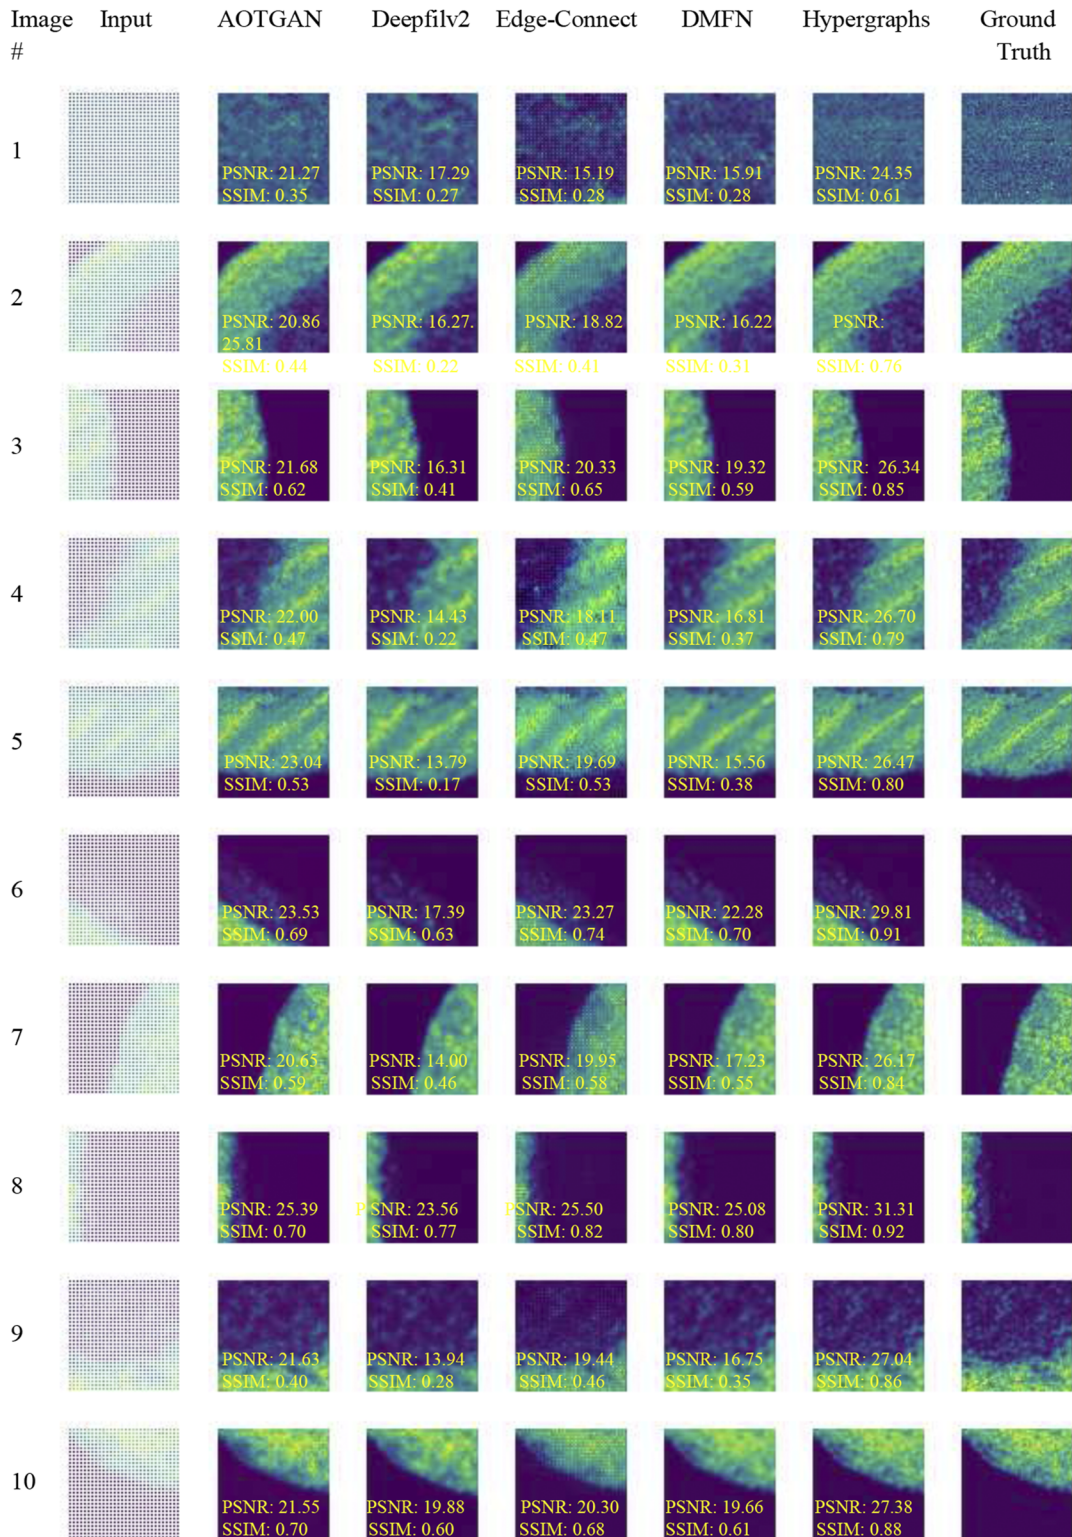 Image Input AOTGAN Deepfilv2 Edge-Connect DMFN Hypergraphs Ground
# Truth
1
PSNR: 21.27 PSNR: 17.29 PSNR: 15.19 PSNR: 15.91 PSNR: 24.35
SSIM: 0.35 SSIM: 0.27 SSIM: 0.28 SSIM: 0.28 SSIM: 0.61
2
PSNR: 20.86 PSNR: 16.27. PSNR: 18.82 PSNR: 16.22 PSNR:
25.81
SSIM: 0.44 SSIM: 0.22 SSIM: 0.41 SSIM: 0.31 SSIM: 0.76
3
PSNR: 21.68 PSNR: 16.31 PSNR: 20.33 PSNR: 19.32 PSNR: 26.34
SSIM: 0.62 SSIM: 0.41 SSIM: 0.65 SSIM: 0.59 SSIM: 0.85
4
PSNR: 22.00 PSNR: 14.43 PSNR: 18.11 PSNR: 16.81 PSNR: 26.70
SSIM: 0.47 SSIM: 0.22 SSIM: 0.47 SSIM: 0.37 SSIM: 0.79
5
PSNR: 23.04 PSNR: 13.79 PSNR: 19.69 PSNR: 15.56 PSNR: 26.47
SSIM: 0.53 SSIM: 0.17 SSIM: 0.53 SSIM: 0.38 SSIM: 0.80
6
PSNR: 23.53 PSNR: 17.39 PSNR: 23.27 PSNR: 22.28 PSNR: 29.81
SSIM: 0.69 SSIM: 0.63 SSIM: 0.74 SSIM: 0.70 SSIM: 0.91
7
PSNR: 20.65 PSNR: 14.00 PSNR: 19.95 PSNR: 17.23 PSNR: 26.17
SSIM: 0.59 SSIM: 0.46 SSIM: 0.58 SSIM: 0.55 SSIM: 0.84
8
PSNR: 25.39 PSNR: 23.56 PSNR: 25.50 PSNR: 25.08 PSNR: 31.31
SSIM: 0.70 SSIM: 0.77 SSIM: 0.82 SSIM: 0.80 SSIM: 0.92
9
PSNR: 21.63 PSNR: 13.94 PSNR: 19.44 PSNR: 16.75 PSNR: 27.04
SSIM: 0.40 SSIM: 0.28 SSIM: 0.46 SSIM: 0.35 SSIM: 0.86
10
PSNR: 21.55 PSNR: 19.88 PSNR: 20.30 PSNR: 19.66 PSNR: 27.38
SSIM: 0.70 SSIM: 0.60 SSIM: 0.68 SSIM: 0.61 SSIM: 0.88